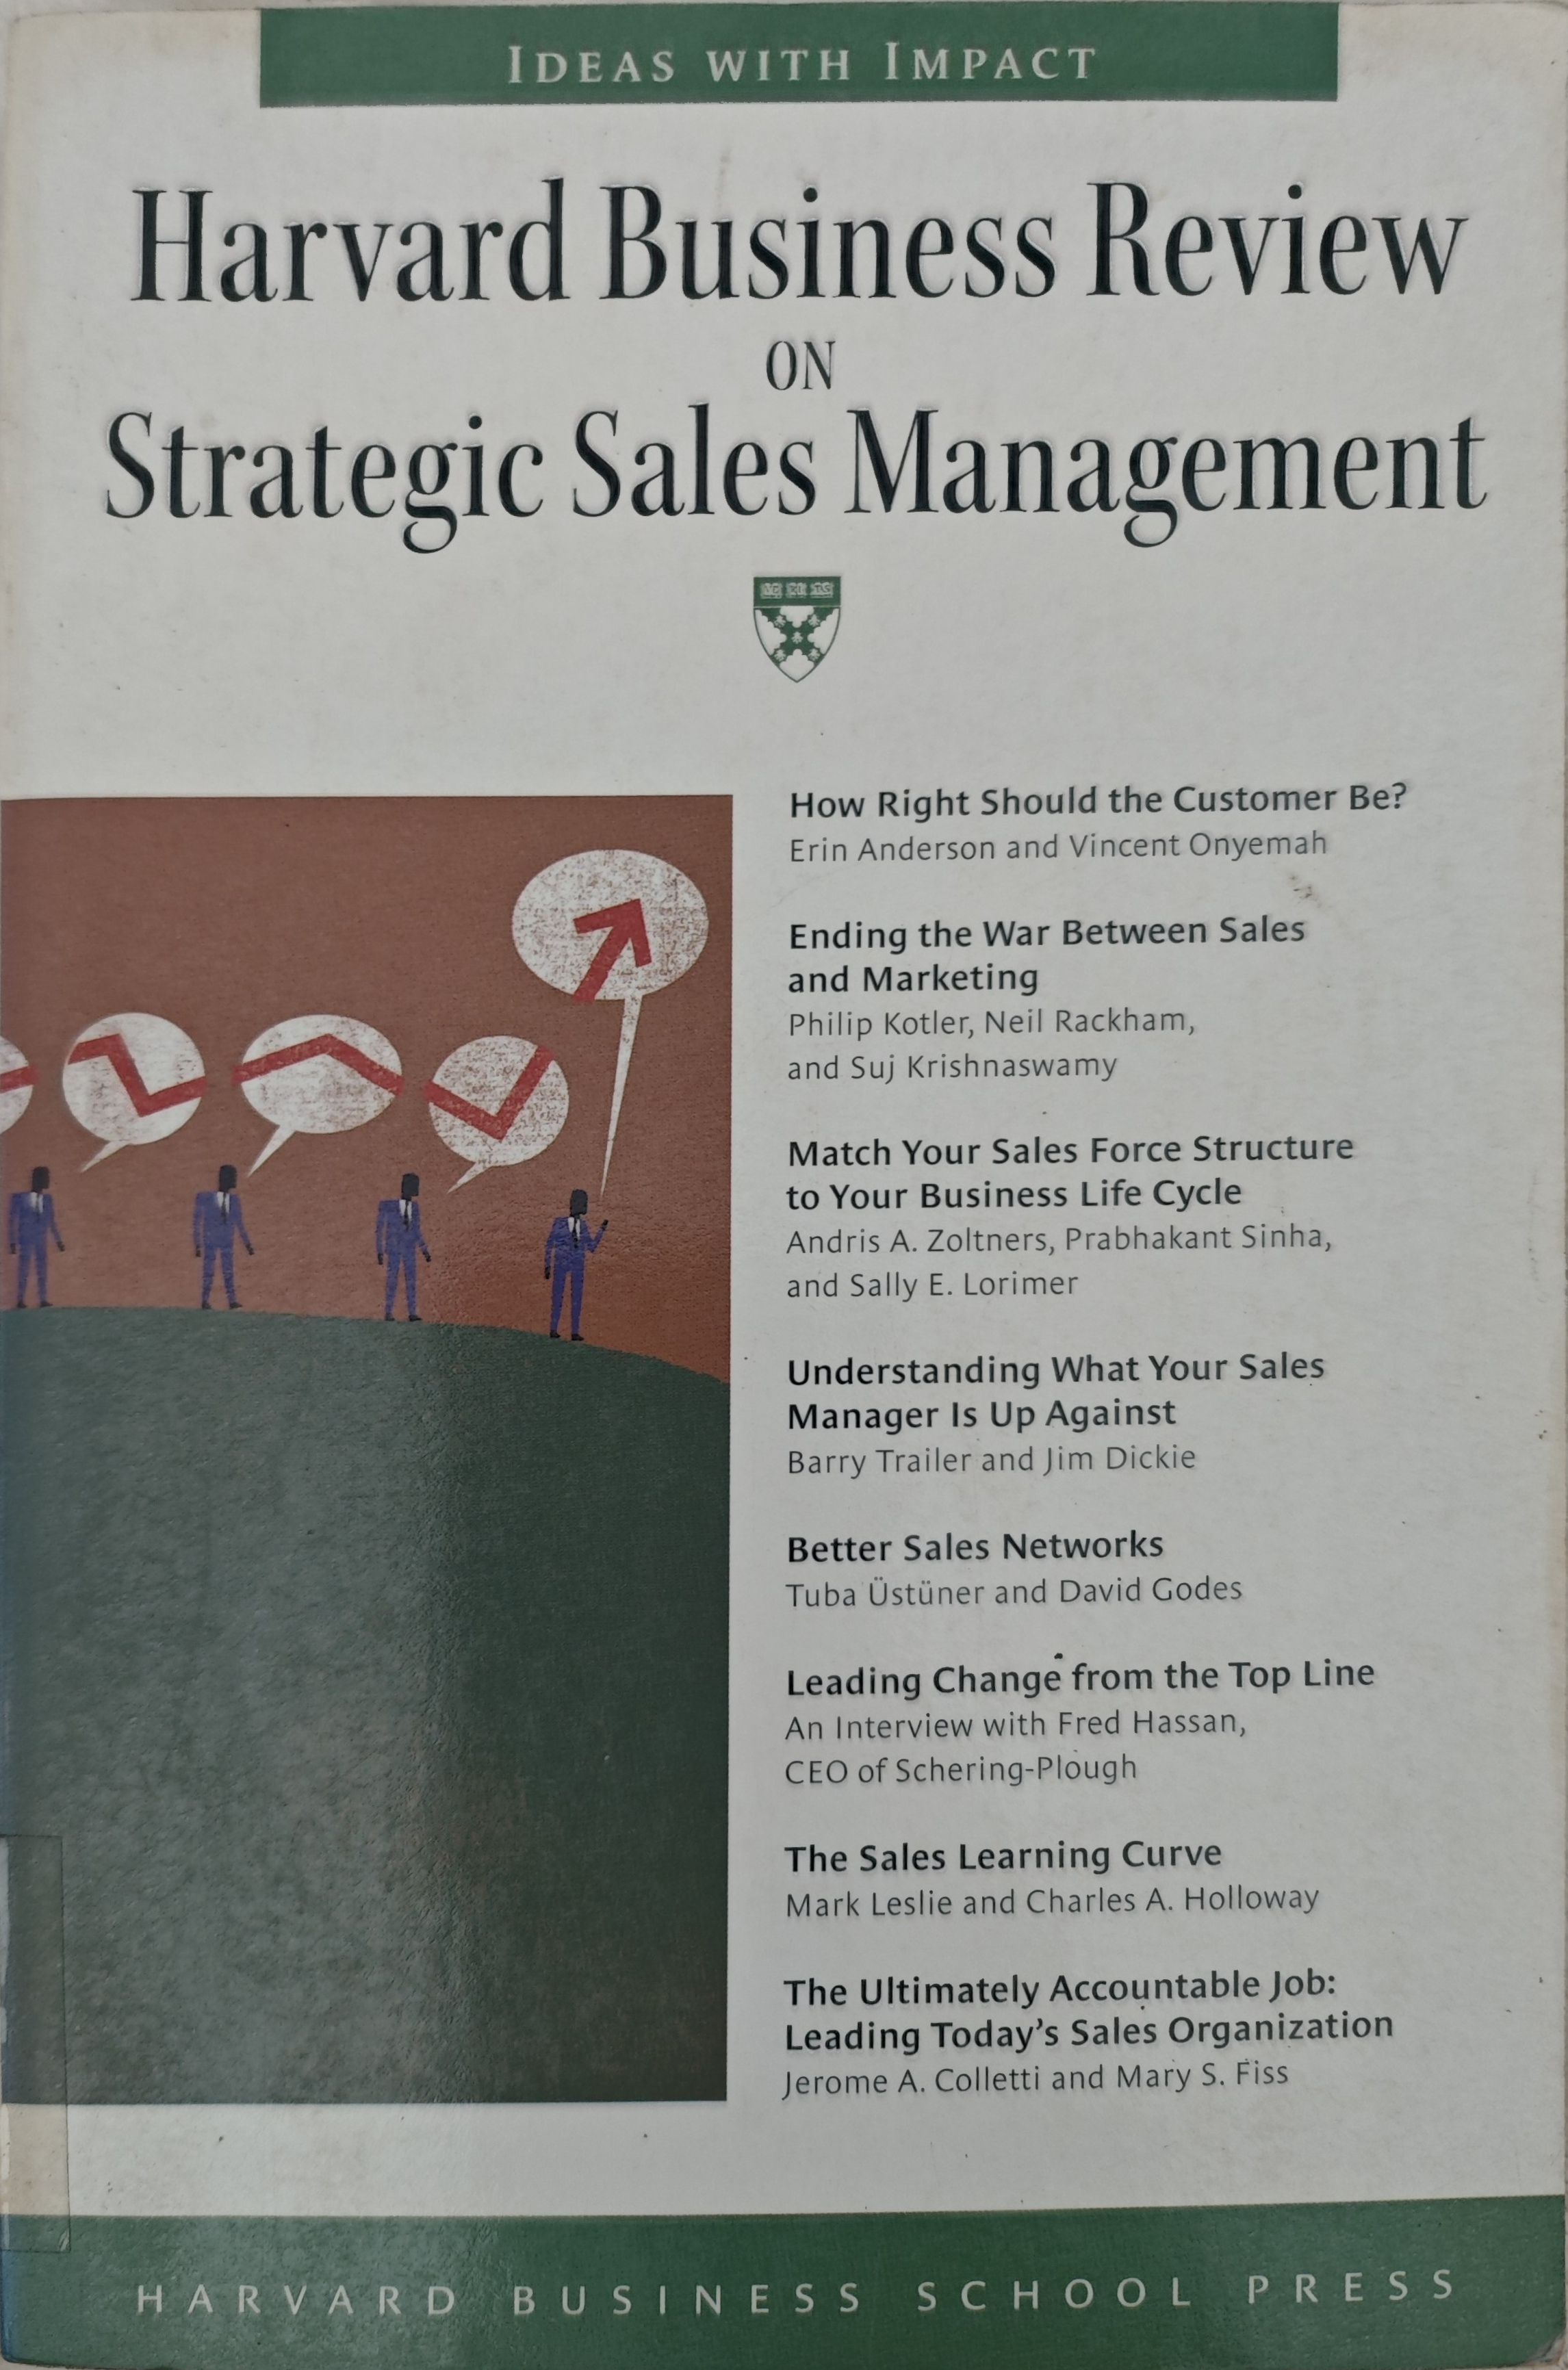 IDEAS WITH IMPACT
Harvard Business Review
ON
Strategic Sales Management
How Right Should the Customer Be?
Erin Anderson and Vincent Onyemah
Ending the War Between Sales
and Marketing
Philip Kotler, Neil Rackham,
and Suj Krishnaswamy
Match Your Sales Force Structure
to Your Business Life Cycle
Andris A. Zoltners, Prabhakant Sinha,
and Sally E. Lorimer
Understanding What Your Sales
Manager Is Up Against
Barry Trailer and Jim Dickie
Better Sales Networks
Tuba Üstüner and David Godes
Leading Change from the Top Line
An Interview with Fred Hassan,
CEO of Schering-Plough
The Sales Learning Curve
Mark Leslie and Charles A. Holloway
The Ultimately Accountable Job:
Leading Today's Sales Organization
Jerome A. Colletti and Mary S. Fiss
HARVARD BUSINESS SCHOOL PRESS